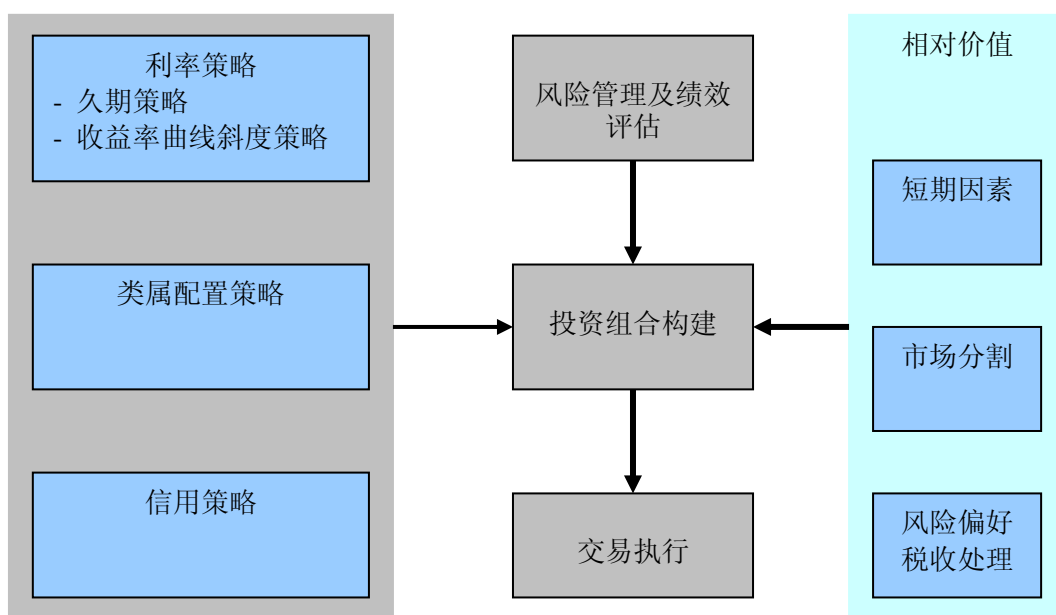 利率策略
- 久期策略
- 收益率曲线斜度策略
类属配置策略
信用策略
风险管理及绩效
评估
投资组合构建
交易执行
相对价值
短期因素
市场分割
风险偏好
税收处理